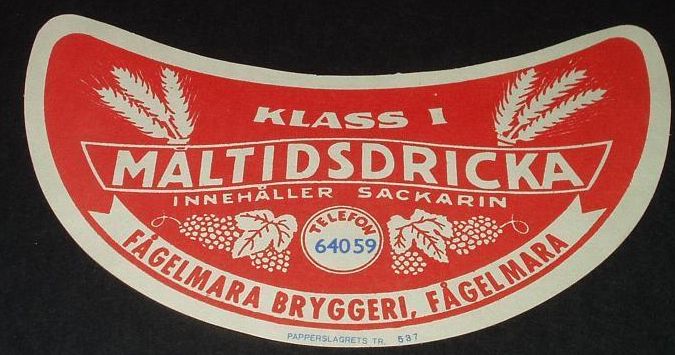 KLASS I
MÅLTIDSDRICKA
INNEHÅLLER SACKARIN
TELEFON
64059
FÅGELMARA BRYGGERI, FÅGELMARA
PAPPERSLAGRETS TR. 537